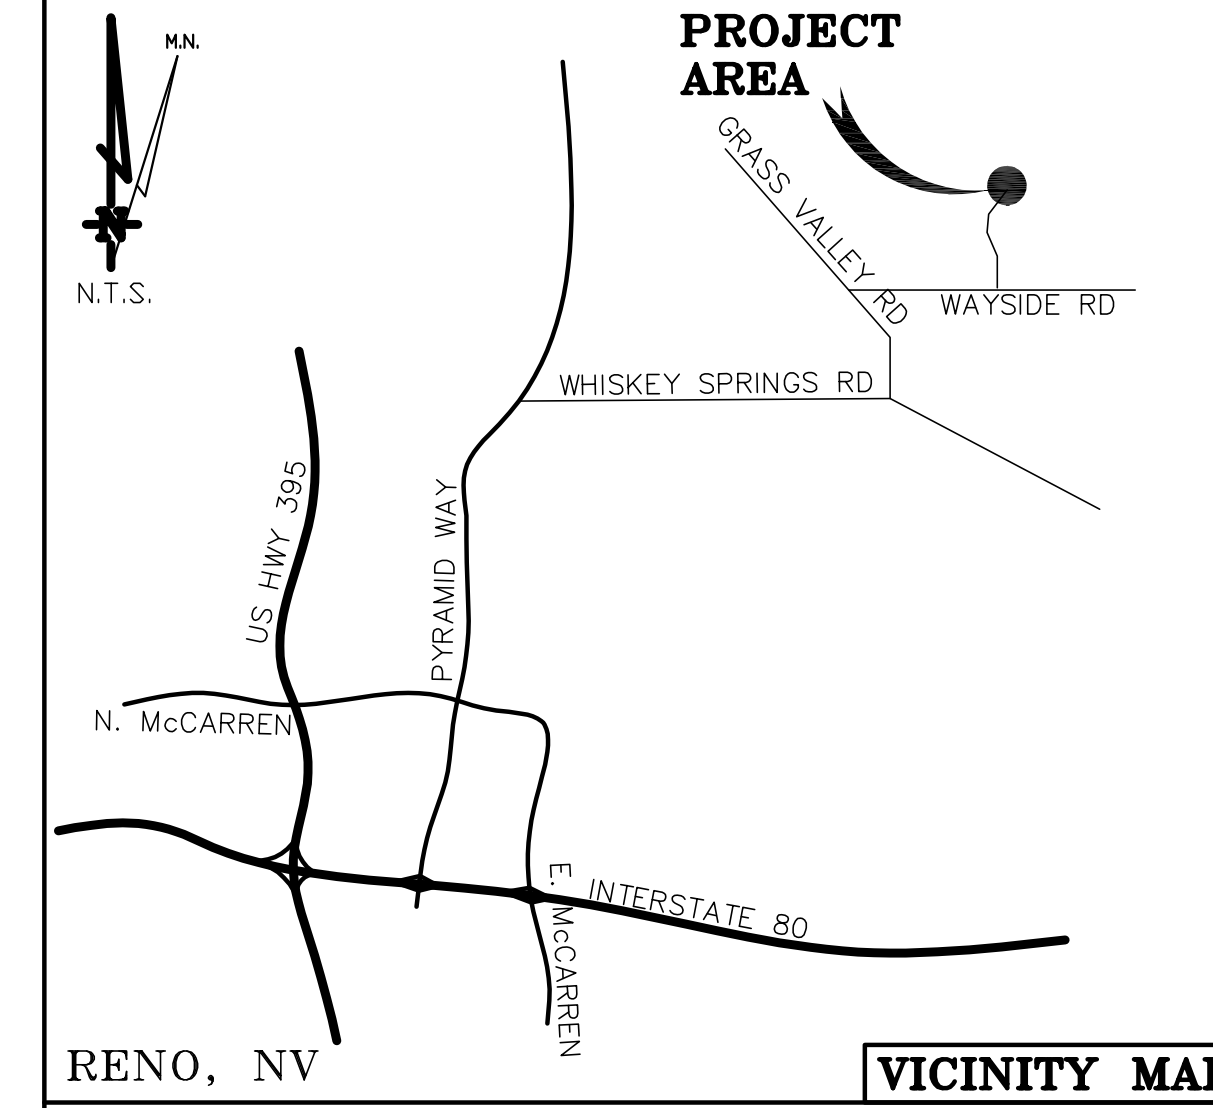 M.N.
N
N.T.S.
PROJECT
AREA
GRASS VALLEY RD
WAYSIDE RD
WHISKEY SPRINGS RD
US HWY 395
PYRAMID WAY
N. McCARREN
E. McCARREN
INTERSTATE 80
RENO, NV
VICINITY MAP